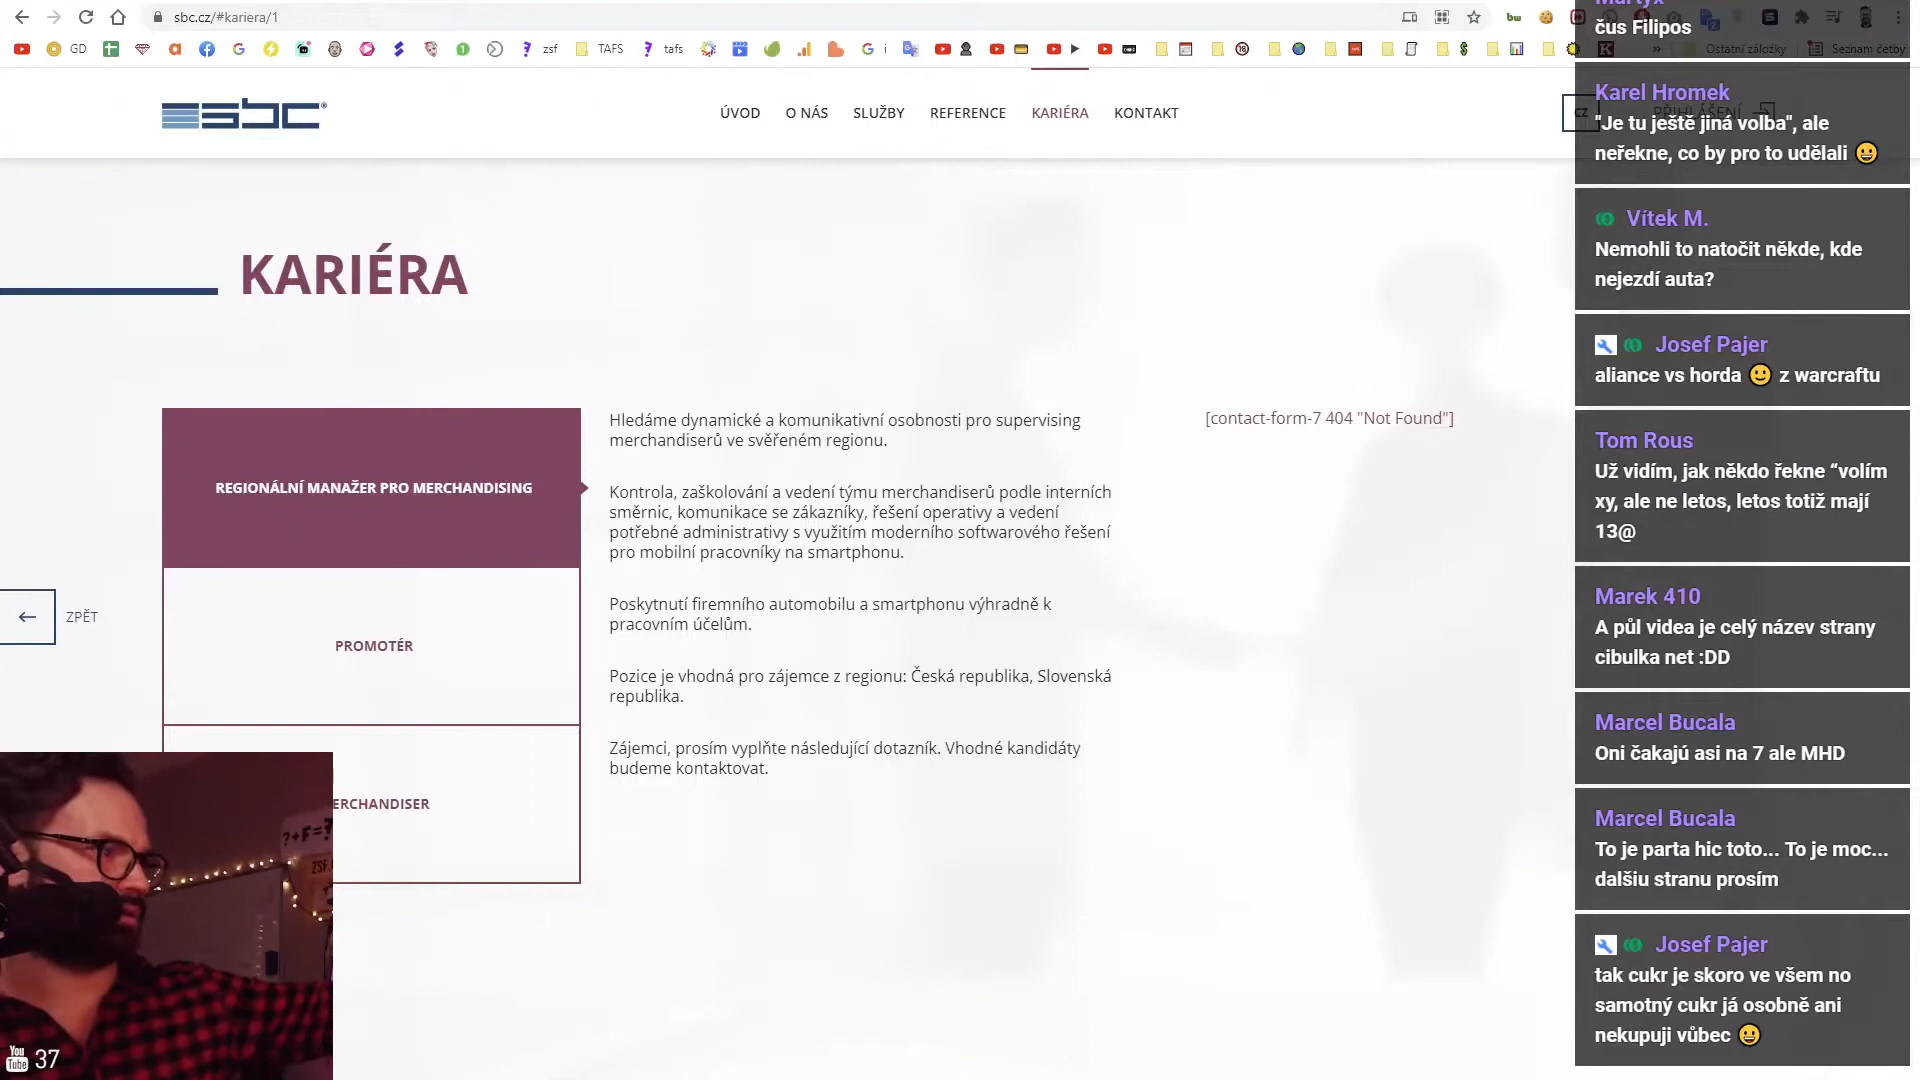 sbc.cz/#kariera/1
GD
zsf
TAFS
tafs
Ostatní záložky
Seznam četby
sbc
ÚVOD
O NÁS
SLUŽBY
REFERENCE
KARIÉRA
KONTAKT
CZ
PŘIHLÁŠENÍ
KARIÉRA
REGIONÁLNÍ MANAŽER PRO MERCHANDISING
PROMOTÉR
ERCHANDISER
ZPĚT
Hledáme dynamické a komunikativní osobnosti pro supervising
merchandiserů ve svěřeném regionu.
Kontrola, zaškolování a vedení týmu merchandiserů podle interních
směrnic, komunikace se zákazníky, řešení operativy a vedení
potřebné administrativy s využitím moderního softwarového řešení
pro mobilní pracovníky na smartphonu.
Poskytnutí firemního automobilu a smartphonu výhradně k
pracovním účelům.
Pozice je vhodná pro zájemce z regionu: Česká republika, Slovenská
republika.
Zájemci, prosím vyplňte následující dotazník. Vhodné kandidáty
budeme kontaktovat.
[contact-form-7 404 "Not Found"]
čus Filipos
Karel Hromek
"Je tu ještě jiná volba", ale
neřekne, co by pro to udělali 😀
Vítek M.
Nemohli to natočit někde, kde
nejezdí auta?
Josef Pajer
aliance vs horda 🙂 z warcraftu
Tom Rous
Už vidím, jak někdo řekne “volím
xy, ale ne letos, letos totiž mají
13@
Marek 410
A půl videa je celý název strany
cibulka net :DD
Marcel Bucala
Oni čakajú asi na 7 ale MHD
Marcel Bucala
To je parta hic toto... To je moc...
dalšiu stranu prosím
Josef Pajer
tak cukr je skoro ve všem no
samotný cukr já osobně ani
nekupuji vůbec 😀
You
Tube 37